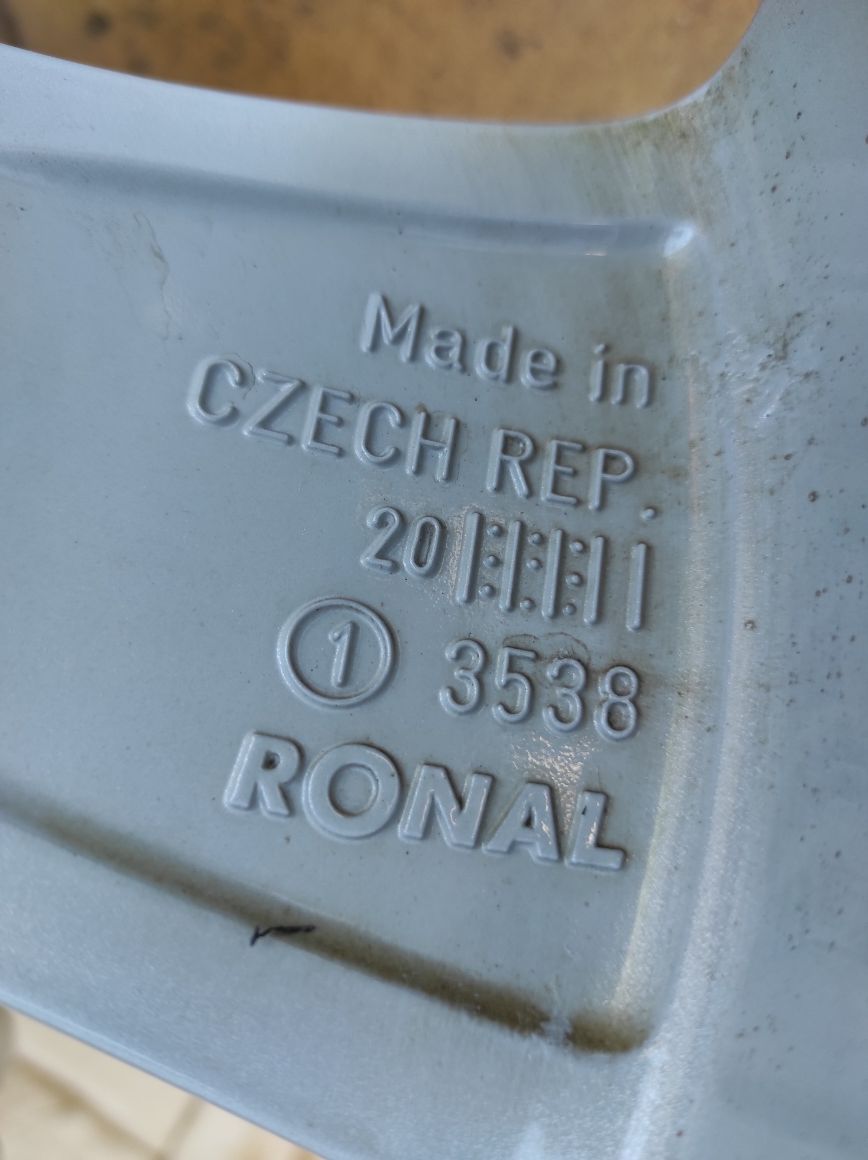 Made in
CZECH REP.
20
1 3538
RONAL